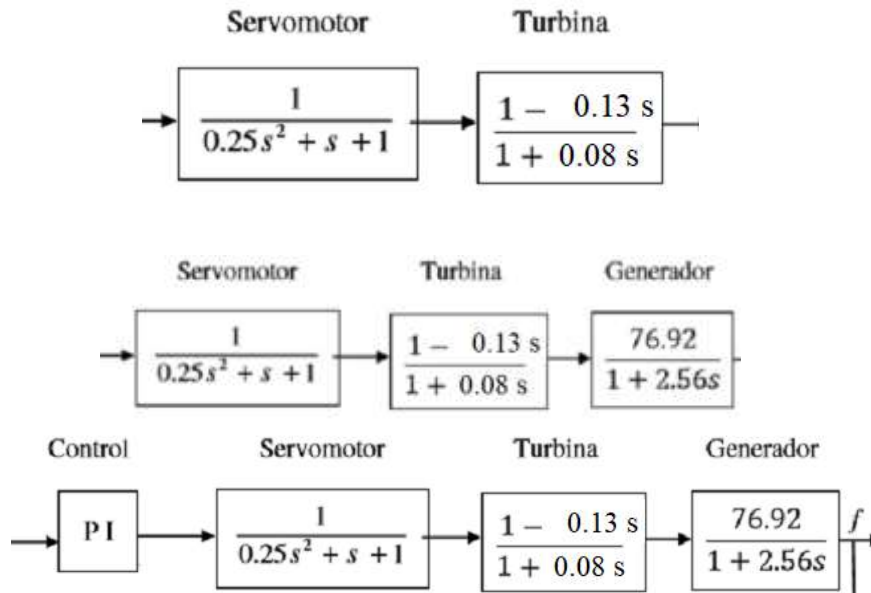 Servomotor Turbina
1 1 − 0.13 s
0.25s² + s +1 1 + 0.08 s
Servomotor Turbina Generador
1 1 − 0.13 s 76.92
0.25s² + s +1 1 + 0.08 s 1 + 2.56s
Control Servomotor Turbina Generador
PI 1 1 − 0.13 s 76.92 f
0.25s² + s +1 1 + 0.08 s 1 + 2.56s